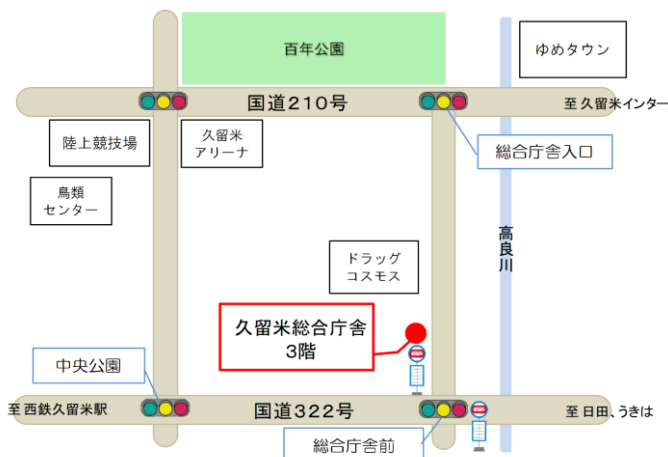 百年公園
ゆめタウン
国道210号
至 久留米インター
陸上競技場
久留米
アリーナ
総合庁舎入口
鳥類
センター
高良川
ドラッグ
コスモス
久留米総合庁舎
3階
中央公園
至 西鉄久留米駅
国道322号
至 日田、うきは
総合庁舎前